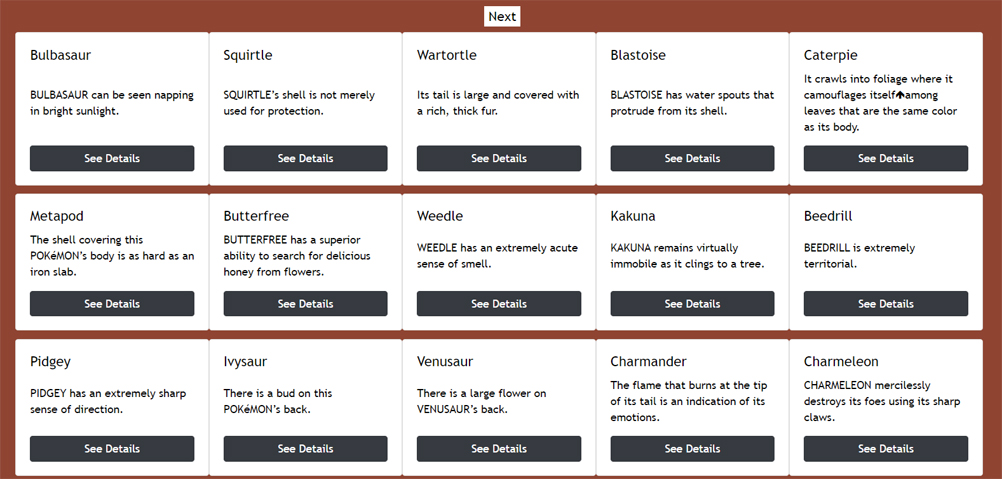 Next
Bulbasaur
BULBASAUR can be seen napping
in bright sunlight.
See Details
Squirtle
SQUIRTLE's shell is not merely
used for protection.
See Details
Wartortle
Its tail is large and covered with
a rich, thick fur.
See Details
Blastoise
BLASTOISE has water spouts that
protrude from its shell.
See Details
Caterpie
It crawls into foliage where it
camouflages itself🡹among
leaves that are the same color
as its body.
See Details
Metapod
The shell covering this
POKéMON's body is as hard as an
iron slab.
See Details
Butterfree
BUTTERFREE has a superior
ability to search for delicious
honey from flowers.
See Details
Weedle
WEEDLE has an extremely acute
sense of smell.
See Details
Kakuna
KAKUNA remains virtually
immobile as it clings to a tree.
See Details
Beedrill
BEEDRILL is extremely
territorial.
See Details
Pidgey
PIDGEY has an extremely sharp
sense of direction.
See Details
Ivysaur
There is a bud on this
POKéMON's back.
See Details
Venusaur
There is a large flower on
VENUSAUR's back.
See Details
Charmander
The flame that burns at the tip
of its tail is an indication of its
emotions.
See Details
Charmeleon
CHARMELEON mercilessly
destroys its foes using its sharp
claws.
See Details